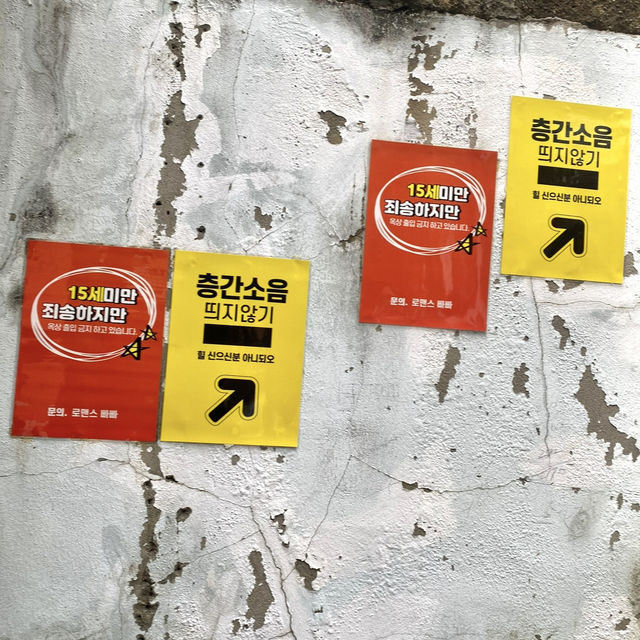 15세미만
죄송하지만
옥상 출입 금지 하고 있습니다.
문의. 로맨스 빠빠
층간소음
띄지않기
힐 신으신분 아니되오
15세미만
죄송하지만
옥상 출입 금지 하고 있습니다.
문의. 로맨스 빠빠
층간소음
띄지않기
힐 신으신분 아니되오